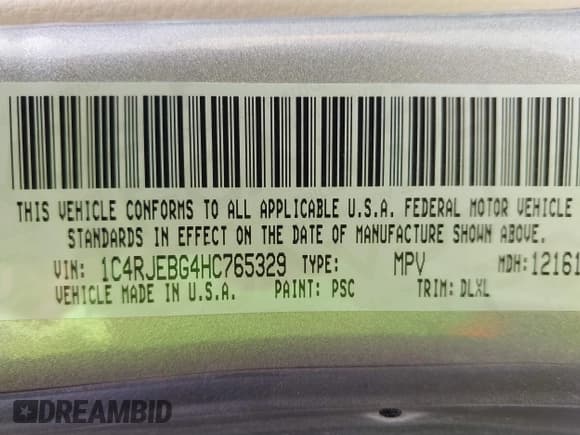 THIS VEHICLE CONFORMS TO ALL APPLICABLE U.S.A. FEDERAL MOTOR VEHICLE
STANDARDS IN EFFECT ON THE DATE OF MANUFACTURE SHOWN ABOVE.
VIN: 1C4RJEBG4HC765329 TYPE: MPV MDH:12161
VEHICLE MADE IN U.S.A. PAINT: PSC TRIM: DLXL
DREAMBID